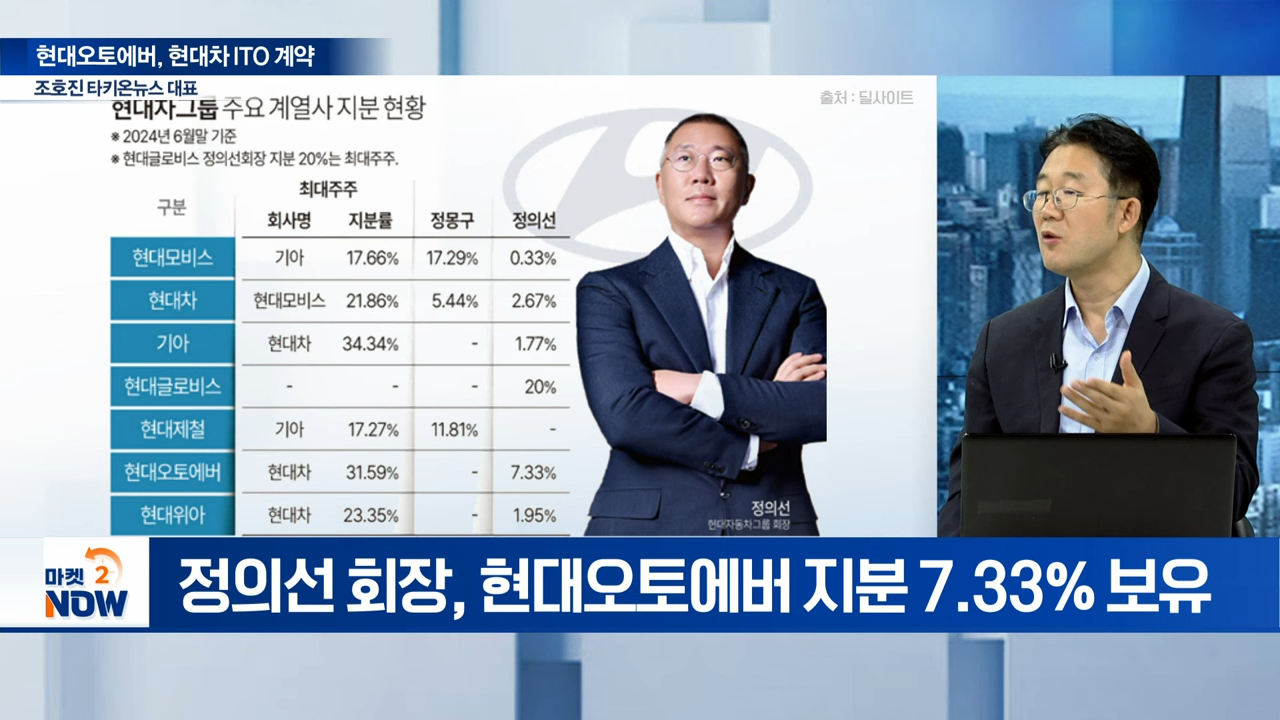 현대오토에버, 현대차 ITO 계약
조호진 타키온뉴스 대표
현대차그룹 주요 계열사 지분 현황
출처 : 딜사이트
※ 2024년 6월말 기준
※ 현대글로비스 정의선회장 지분 20%는 최대주주.
구분 최대주주
회사명 지분률 정몽구 정의선
현대모비스 기아 17.66% 17.29% 0.33%
현대차 현대모비스 21.86% 5.44% 2.67%
기아 현대차 34.34% - 1.77%
현대글로비스 - - - 20%
현대제철 기아 17.27% 11.81% -
현대오토에버 현대차 31.59% - 7.33%
현대위아 현대차 23.35% - 1.95%
정의선
현대자동차그룹 회장
마켓 2
NOW
정의선 회장, 현대오토에버 지분 7.33% 보유